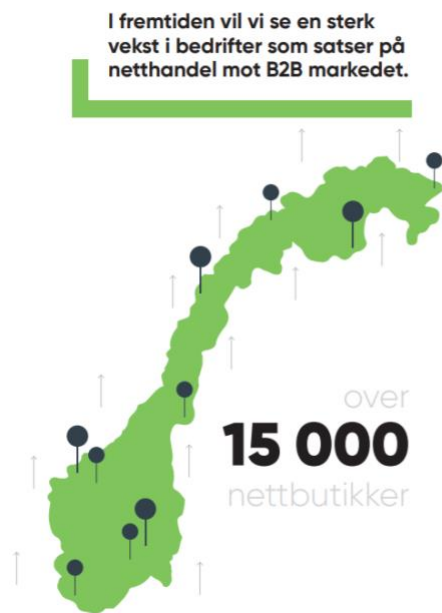 I fremtiden vil vi se en sterk
vekst i bedrifter som satser på
netthandel mot B2B markedet.
over
15 000
nettbutikker